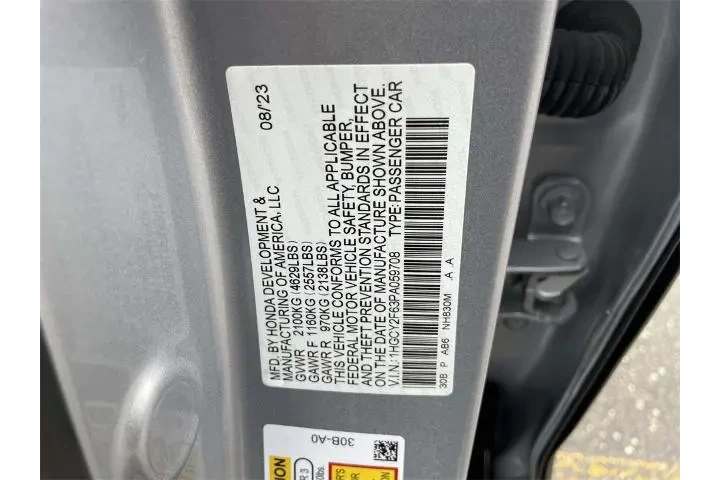 08/'23
MFD. BY HONDA DEVELOPMENT &
MANUFACTURING OF AMERICA, LLC
GVWR 2100KG (4629LBS)
GAWR F 1160KG (2557LBS)
GAWR R 970KG (2138LBS)
THIS VEHICLE CONFORMS TO ALL APPLICABLE
FEDERAL MOTOR VEHICLE SAFETY, BUMPER,
AND THEFT PREVENTION STANDARDS IN EFFECT
ON THE DATE OF MANUFACTURE SHOWN ABOVE.
V.I.N.: 1HGCY2F63PA059708 TYPE: PASSENGER CAR
30B P AB6 NH830M .A .A
30B-A0